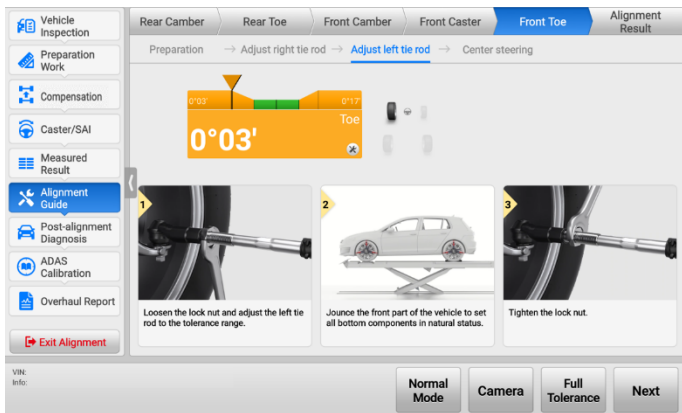 Vehicle
Inspection
Preparation
Work
Compensation
Caster/SAI
Measured
Result
Alignment
Guide
Post-alignment
Diagnosis
ADAS
Calibration
Overhaul Report
Exit Alignment
Rear Camber
Rear Toe
Front Camber
Front Caster
Front Toe
Alignment
Result
Preparation
→ Adjust right tie rod
→ Adjust left tie rod
→ Center steering
0°03'
0°17'
Toe
0°03'
1
Loosen the lock nut and adjust the left tie
rod to the tolerance range.
2
Jounce the front part of the vehicle to set
all bottom components in natural status.
3
Tighten the lock nut.
VIN:
Info:
Normal
Mode
Camera
Full
Tolerance
Next